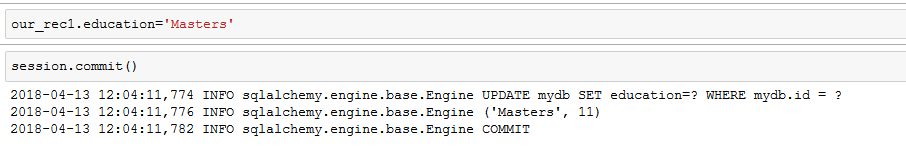 our_rec1.education='Masters'
session.commit()
2018-04-13 12:04:11,774 INFO sqlalchemy.engine.base.Engine UPDATE mydb SET education=? WHERE mydb.id = ?
2018-04-13 12:04:11,776 INFO sqlalchemy.engine.base.Engine ('Masters', 11)
2018-04-13 12:04:11,782 INFO sqlalchemy.engine.base.Engine COMMIT